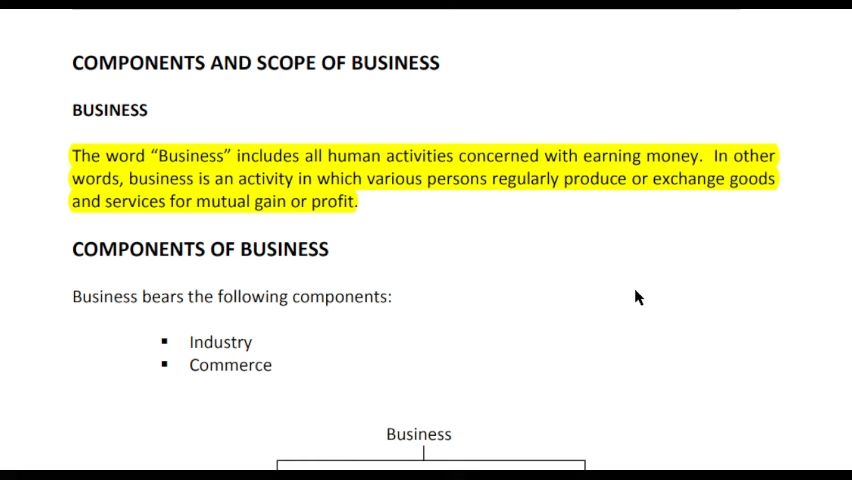 COMPONENTS AND SCOPE OF BUSINESS
BUSINESS
The word “Business” includes all human activities concerned with earning money. In other
words, business is an activity in which various persons regularly produce or exchange goods
and services for mutual gain or profit.
COMPONENTS OF BUSINESS
Business bears the following components:
▪ Industry
▪ Commerce
Business